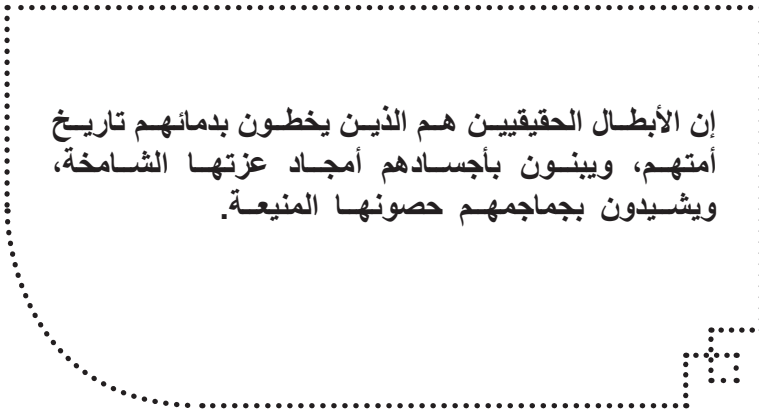 إن الأبطال الحقيقيين هم الذين يخطون بدمائهم تاريخ
أمتهم، ويبنون بأجسادهم أمجاد عزتها الشامخة،
ويشيدون بجماجمهم حصونها المنيعة.